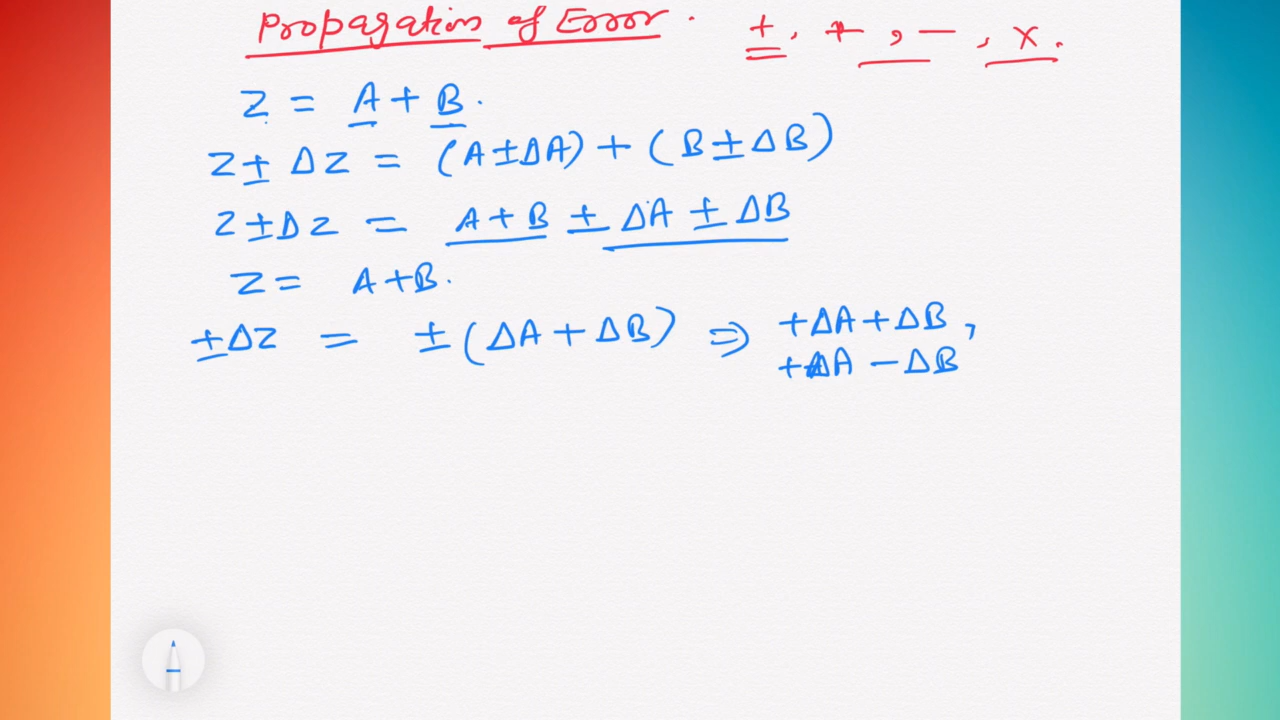 Propagation of Error. +, +, −, ×.
Z = A + B.
Z ± ΔZ = (A ± ΔA) + (B ± ΔB)
Z ± ΔZ = A + B ± ΔA ± ΔB
Z = A + B.
± ΔZ = ± (ΔA + ΔB) ⇒ +ΔA + ΔB,
+ΔA − ΔB